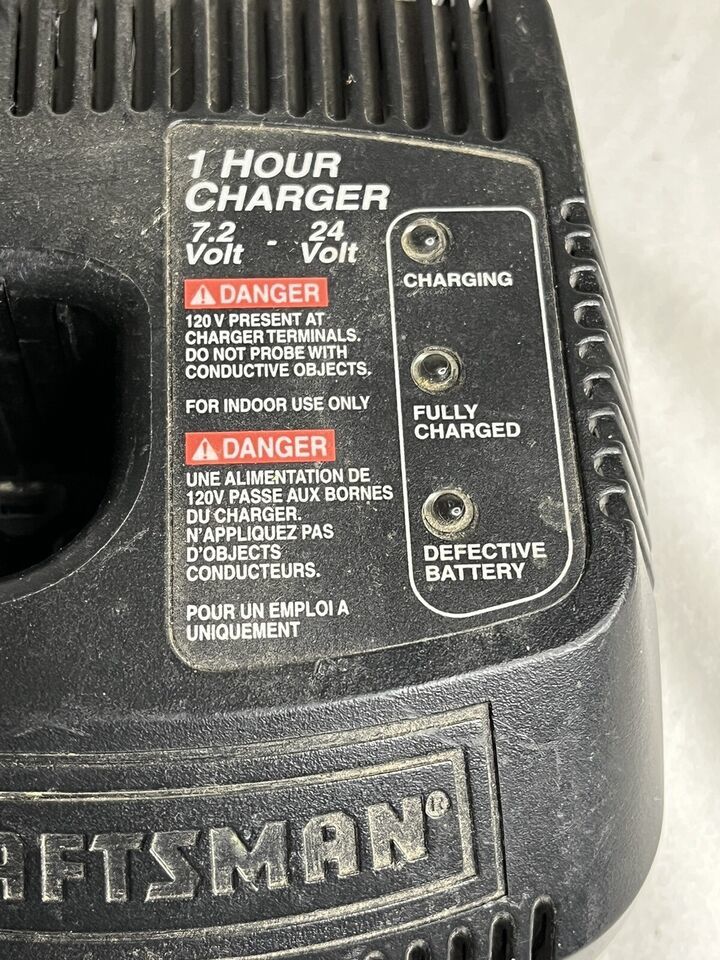 1 HOUR
CHARGER
7.2 - 24
Volt Volt
DANGER
120 V PRESENT AT
CHARGER TERMINALS.
DO NOT PROBE WITH
CONDUCTIVE OBJECTS.
FOR INDOOR USE ONLY
DANGER
UNE ALIMENTATION DE
120V PASSE AUX BORNES
DU CHARGER.
N'APPLIQUEZ PAS
D'OBJECTS
CONDUCTEURS.
POUR UN EMPLOI A
UNIQUEMENT
CHARGING
FULLY
CHARGED
DEFECTIVE
BATTERY
AFTSMAN®